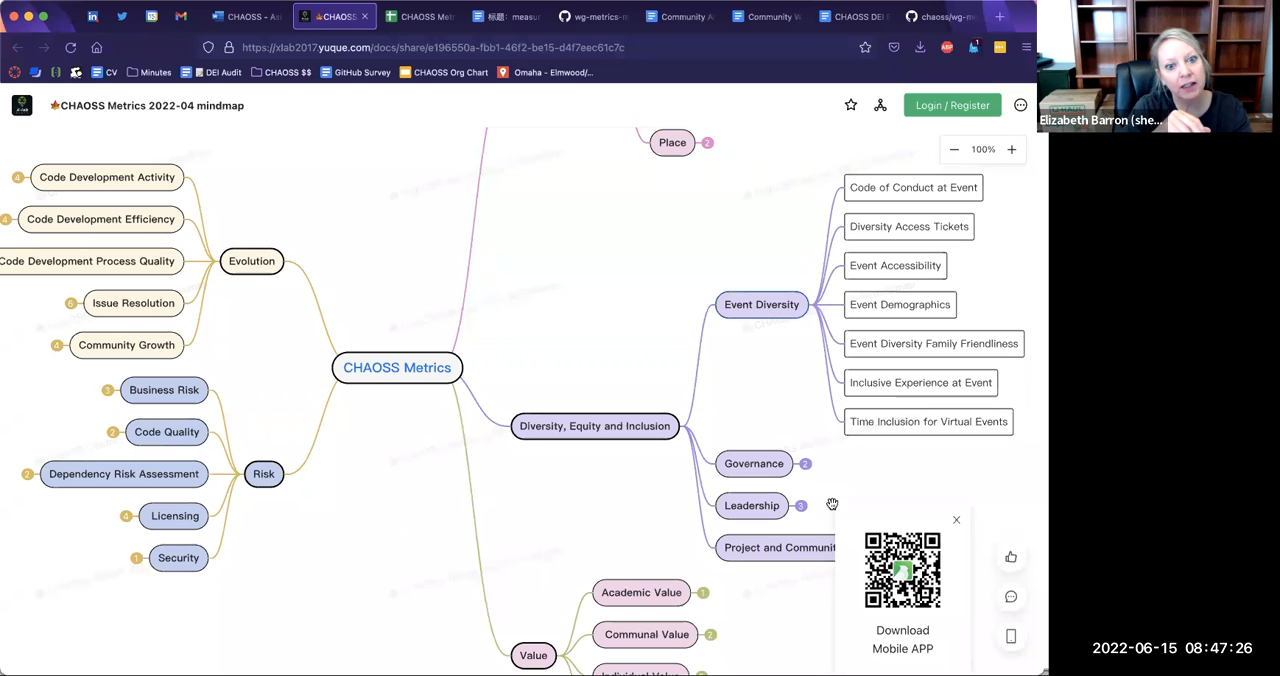 CHAOSS - Asi
CHAOSS
CHAOSS Metr
标题：measur
wg-metrics-m
Community A
Community W
CHAOSS DEI
chaoss/wg-me
https://xlab2017.yuque.com/docs/share/e196550a-fbb1-46f2-be15-d4f7eec61c7c
CV
Minutes
DEI Audit
CHAOSS $$
GitHub Survey
CHAOSS Org Chart
Omaha - Elmwood/...
CHAOSS Metrics 2022-04 mindmap
Login / Register
Elizabeth Barron (she...
100%
Place
2
4
Code Development Activity
4
Code Development Efficiency
Code Development Process Quality
6
Issue Resolution
4
Community Growth
Evolution
3
Business Risk
2
Code Quality
2
Dependency Risk Assessment
4
Licensing
1
Security
Risk
CHAOSS Metrics
Diversity, Equity and Inclusion
Event Diversity
Code of Conduct at Event
Diversity Access Tickets
Event Accessibility
Event Demographics
Event Diversity Family Friendliness
Inclusive Experience at Event
Time Inclusion for Virtual Events
Governance
2
Leadership
3
Project and Communit
Value
Academic Value
1
Communal Value
2
Individual Value
Download
Mobile APP
2022-06-15 08:47:26